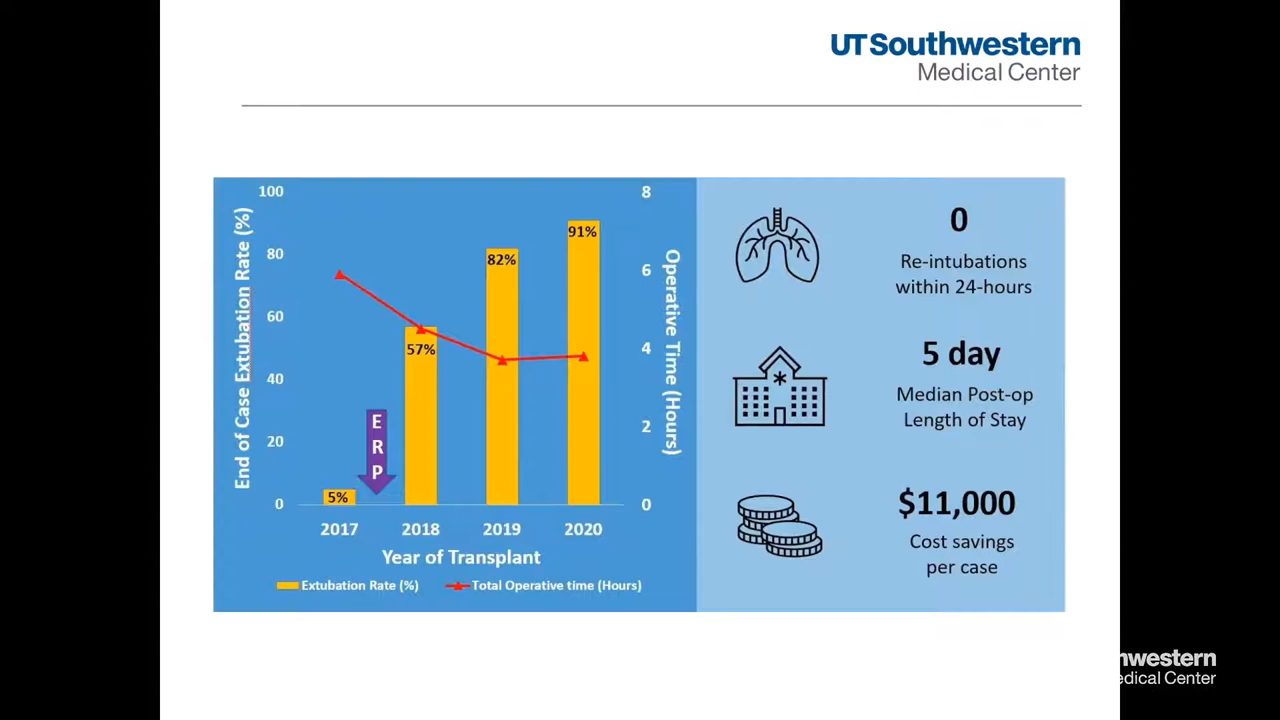 UTSouthwestern
Medical Center
100
80
60
40
20
0
End of Case Extubation Rate (%)
8
6
4
2
0
Operative Time (Hours)
5%
57%
82%
91%
E
R
P
2017 2018 2019 2020
Year of Transplant
Extubation Rate (%) Total Operative time (Hours)
0
Re-intubations
within 24-hours
5 day
Median Post-op
Length of Stay
$11,000
Cost savings
per case
hwestern
edical Center